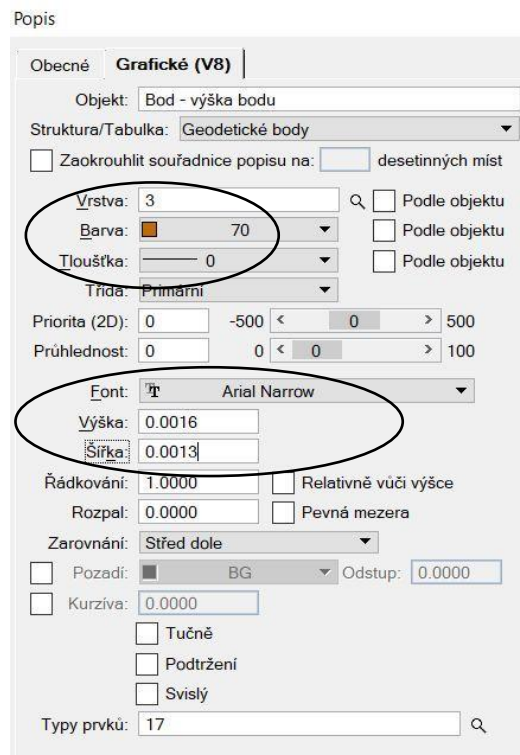 Popis
Obecné Grafické (V8)
Objekt: Bod - výška bodu
Struktura/Tabulka: Geodetické body
Zaokrouhlit souřadnice popisu na: desetinných míst
Vrstva: 3 Podle objektu
Barva: 70 Podle objektu
Tloušťka: 0 Podle objektu
Třída: Primární
Priorita (2D): 0 -500 < 0 > 500
Průhlednost: 0 0 < 0 > 100
Font: Arial Narrow
Výška: 0.0016
Šířka: 0.0013
Řádkování: 1.0000 Relativně vůči výšce
Rozpal: 0.0000 Pevná mezera
Zarovnání: Střed dole
Pozadí: BG Odstup: 0.0000
Kurzíva: 0.0000
Tučně
Podtržení
Svislý
Typy prvků: 17